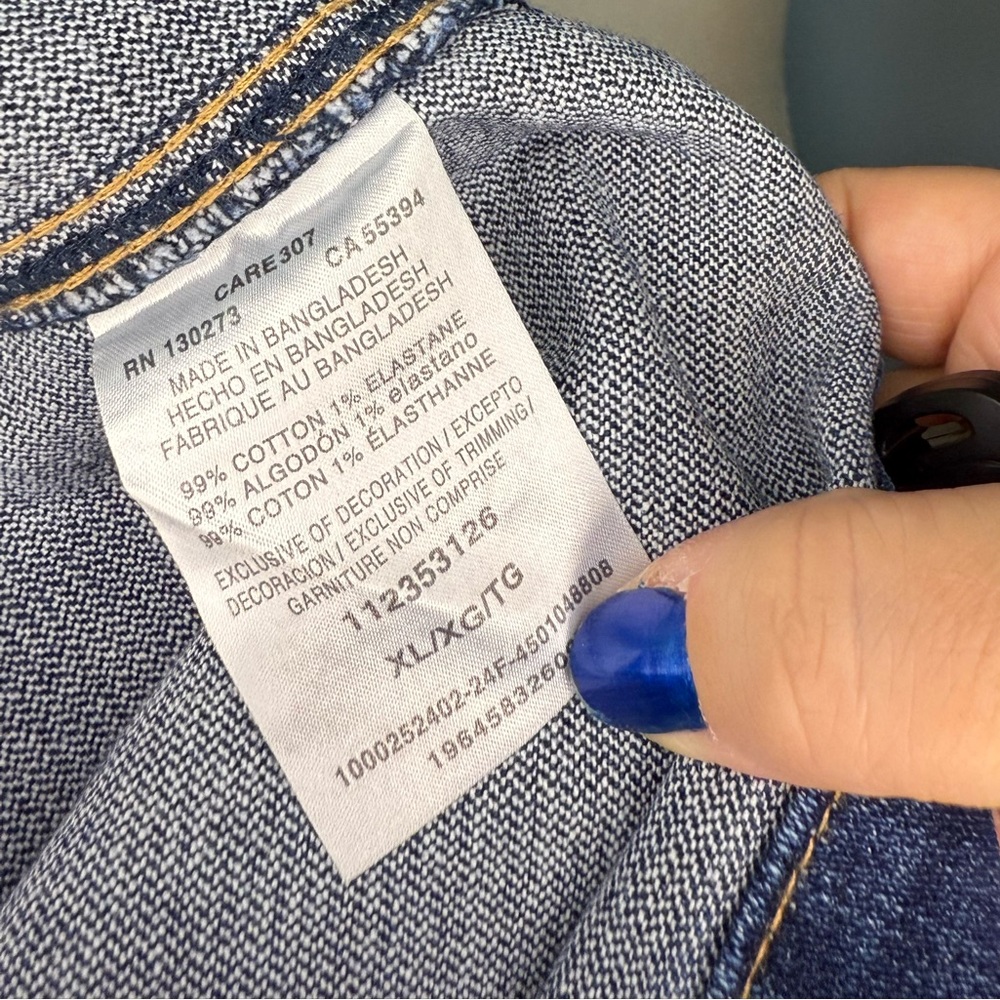 CARE307
RN 130273 CA 55394
MADE IN BANGLADESH
HECHO EN BANGLADESH
FABRIQUE AU BANGLADESH
99% COTTON 1% ELASTANE
99% ALGODÓN 1% elastano
99% COTON 1% ÉLASTHANNE
EXCLUSIVE OF DECORATION / EXCEPTO
DECORACION / EXCLUSIVE OF TRIMMING/
GARNITURE NON COMPRISE
112353126
XL/XG/TG
1000252402-24F-4501048808